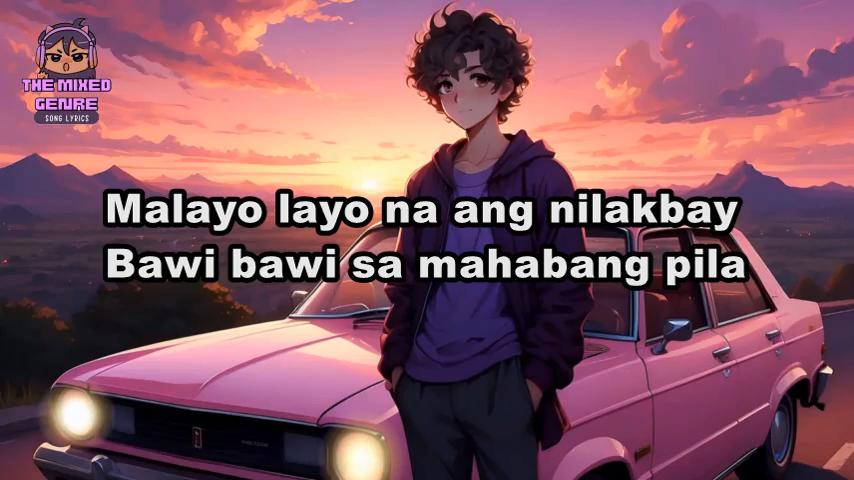 THE MIXED
GENRE
SONG LYRICS
Malayo layo na ang nilakbay
Bawi bawi sa mahabang pila